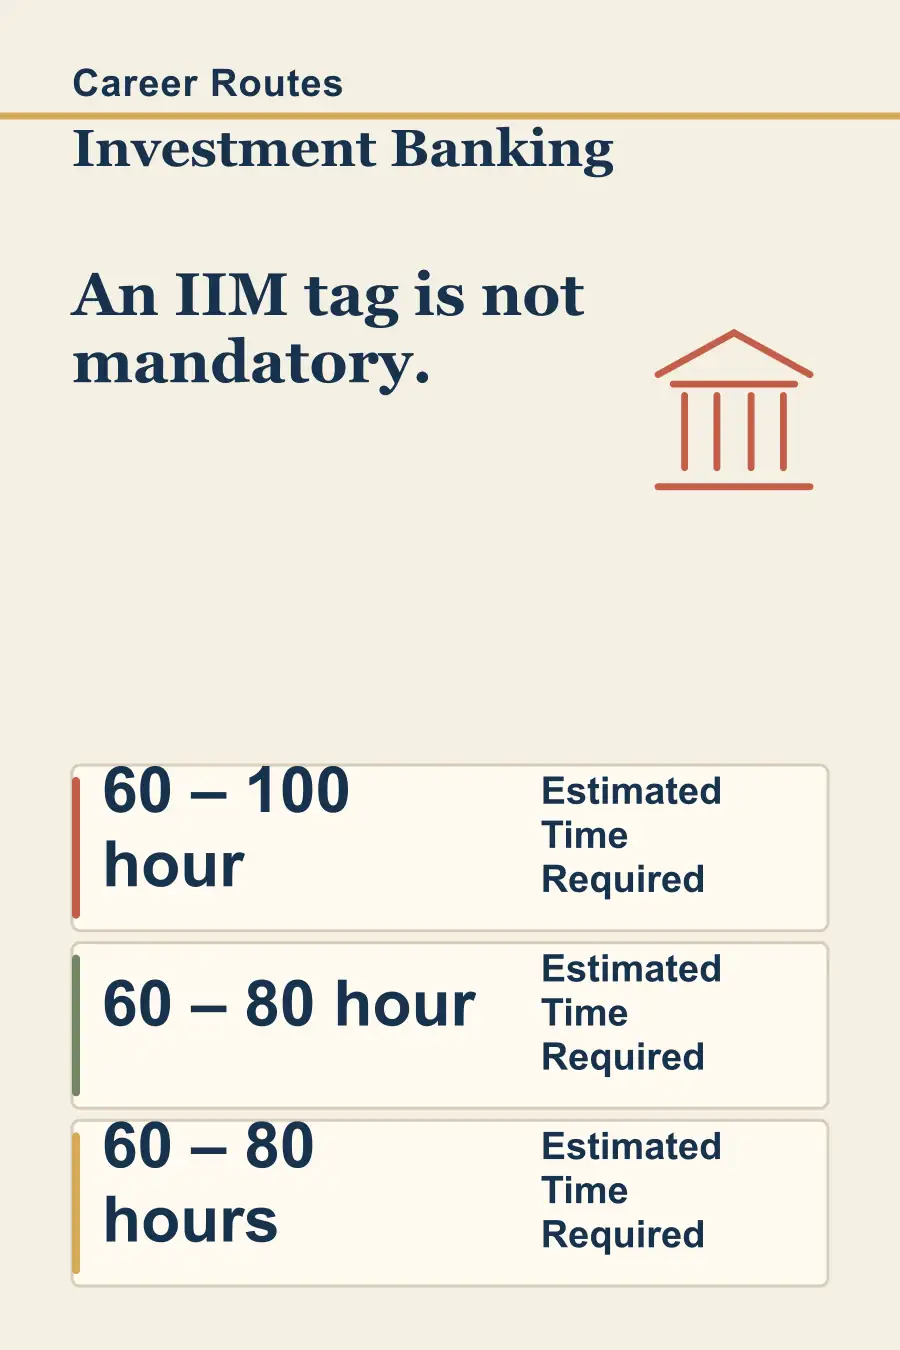 Career Routes
Investment Banking
An IIM tag is not
mandatory.
60 – 100
hour
Estimated
Time
Required
60 – 80 hour
Estimated
Time
Required
60 – 80
hours
Estimated
Time
Required